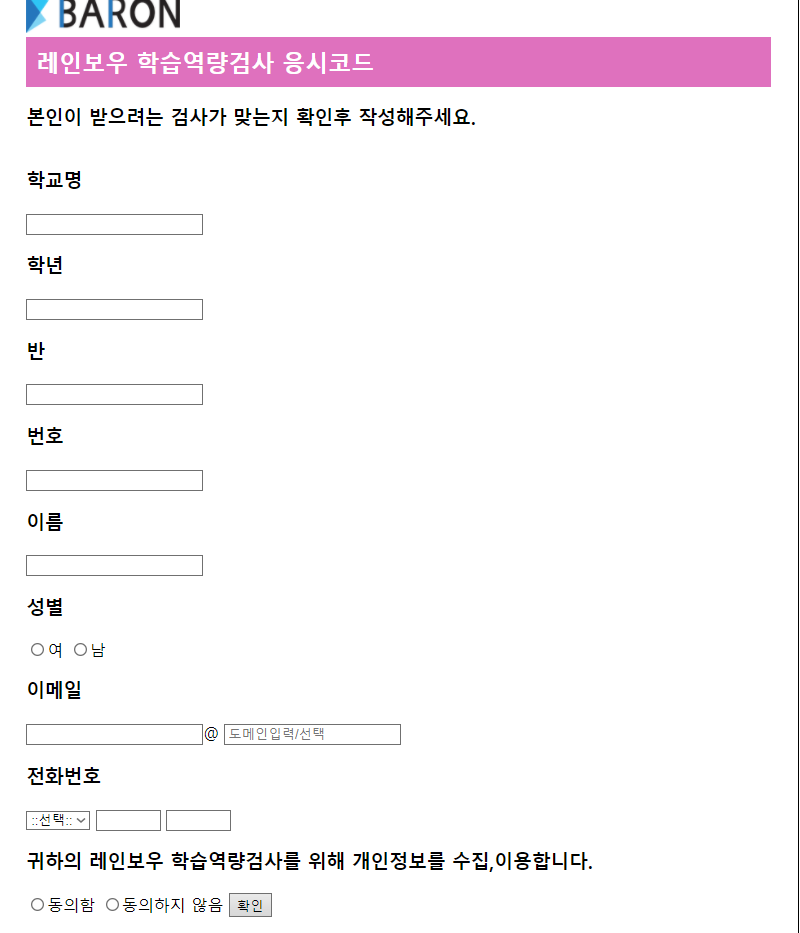 BARON
레인보우 학습역량검사 응시코드
본인이 받으려는 검사가 맞는지 확인후 작성해주세요.
학교명
학년
반
번호
이름
성별
여 남
이메일
@ 도메인입력/선택
전화번호
::선택::
귀하의 레인보우 학습역량검사를 위해 개인정보를 수집,이용합니다.
동의함 동의하지 않음 확인